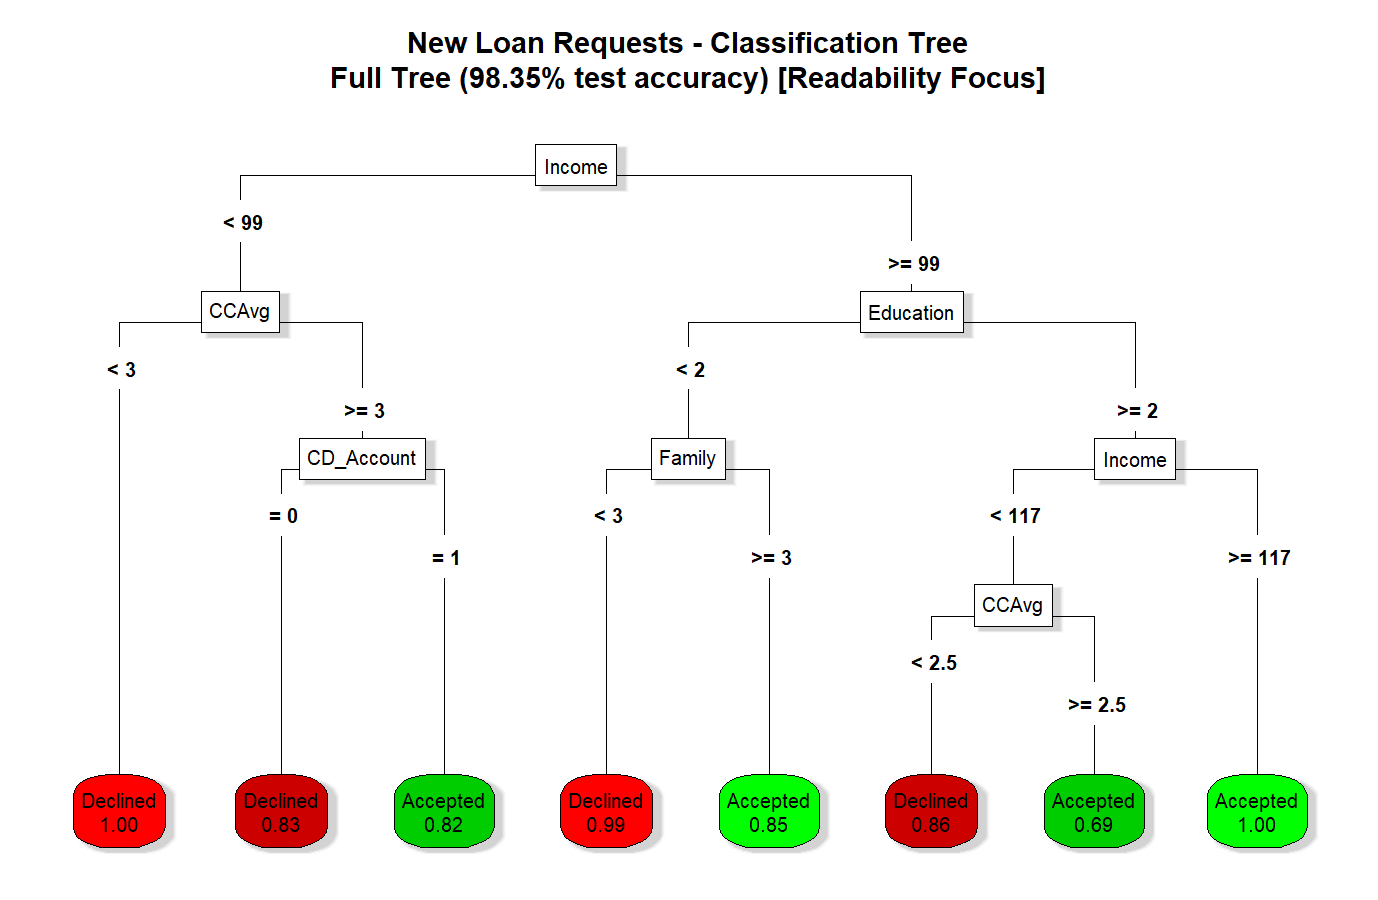 New Loan Requests - Classification Tree
Full Tree (98.35% test accuracy) [Readability Focus]
Income
< 99
>= 99
CCAvg
Education
< 3
>= 3
< 2
>= 2
CD_Account
Family
Income
= 0
= 1
< 3
>= 3
< 117
>= 117
CCAvg
< 2.5
>= 2.5
Declined
1.00
Declined
0.83
Accepted
0.82
Declined
0.99
Accepted
0.85
Declined
0.86
Accepted
0.69
Accepted
1.00